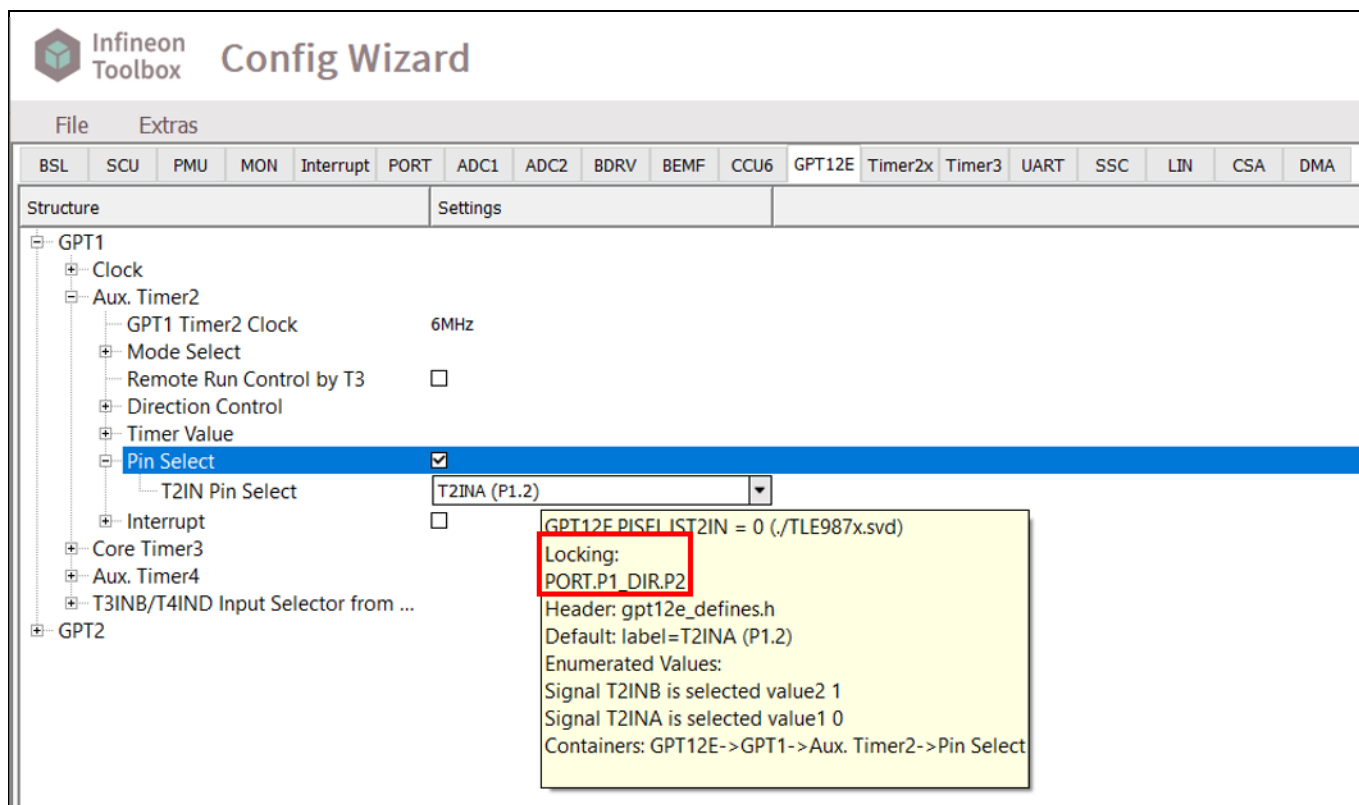 Infineon
Toolbox
Config Wizard
File Extras
BSL SCU PMU MON Interrupt PORT ADC1 ADC2 BDRV BEMF CCU6 GPT12E Timer2x Timer3 UART SSC LIN CSA DMA
Structure Settings
GPT1
Clock
Aux. Timer2
GPT1 Timer2 Clock 6MHz
Mode Select
Remote Run Control by T3
Direction Control
Timer Value
Pin Select
T2IN Pin Select T2INA (P1.2)
Interrupt
Core Timer3
Aux. Timer4
T3INB/T4IND Input Selector from ...
GPT2
GPT12E.PISEL.IST2IN = 0 (./TLE987x.svd)
Locking:
PORT.P1_DIR.P2
Header: gpt12e_defines.h
Default: label=T2INA (P1.2)
Enumerated Values:
Signal T2INB is selected value2 1
Signal T2INA is selected value1 0
Containers: GPT12E->GPT1->Aux. Timer2->Pin Select